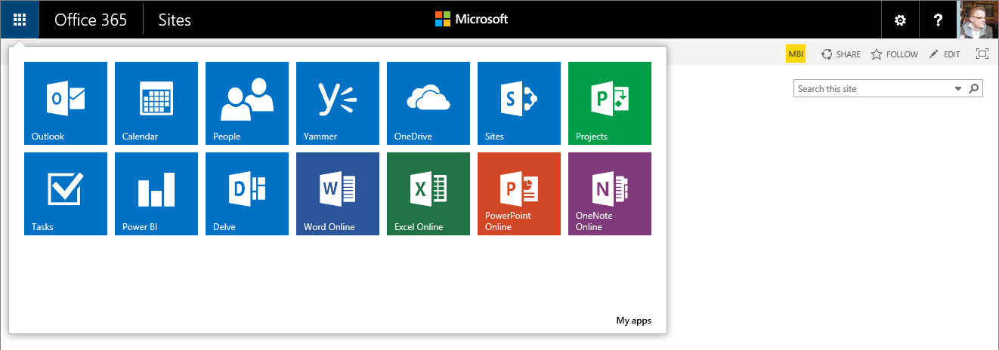 Office 365
Sites
Microsoft
?
MBI
SHARE
FOLLOW
EDIT
Search this site
Outlook
Calendar
People
Yammer
OneDrive
Sites
Projects
Tasks
Power BI
Delve
Word Online
Excel Online
PowerPoint
Online
OneNote
Online
My apps